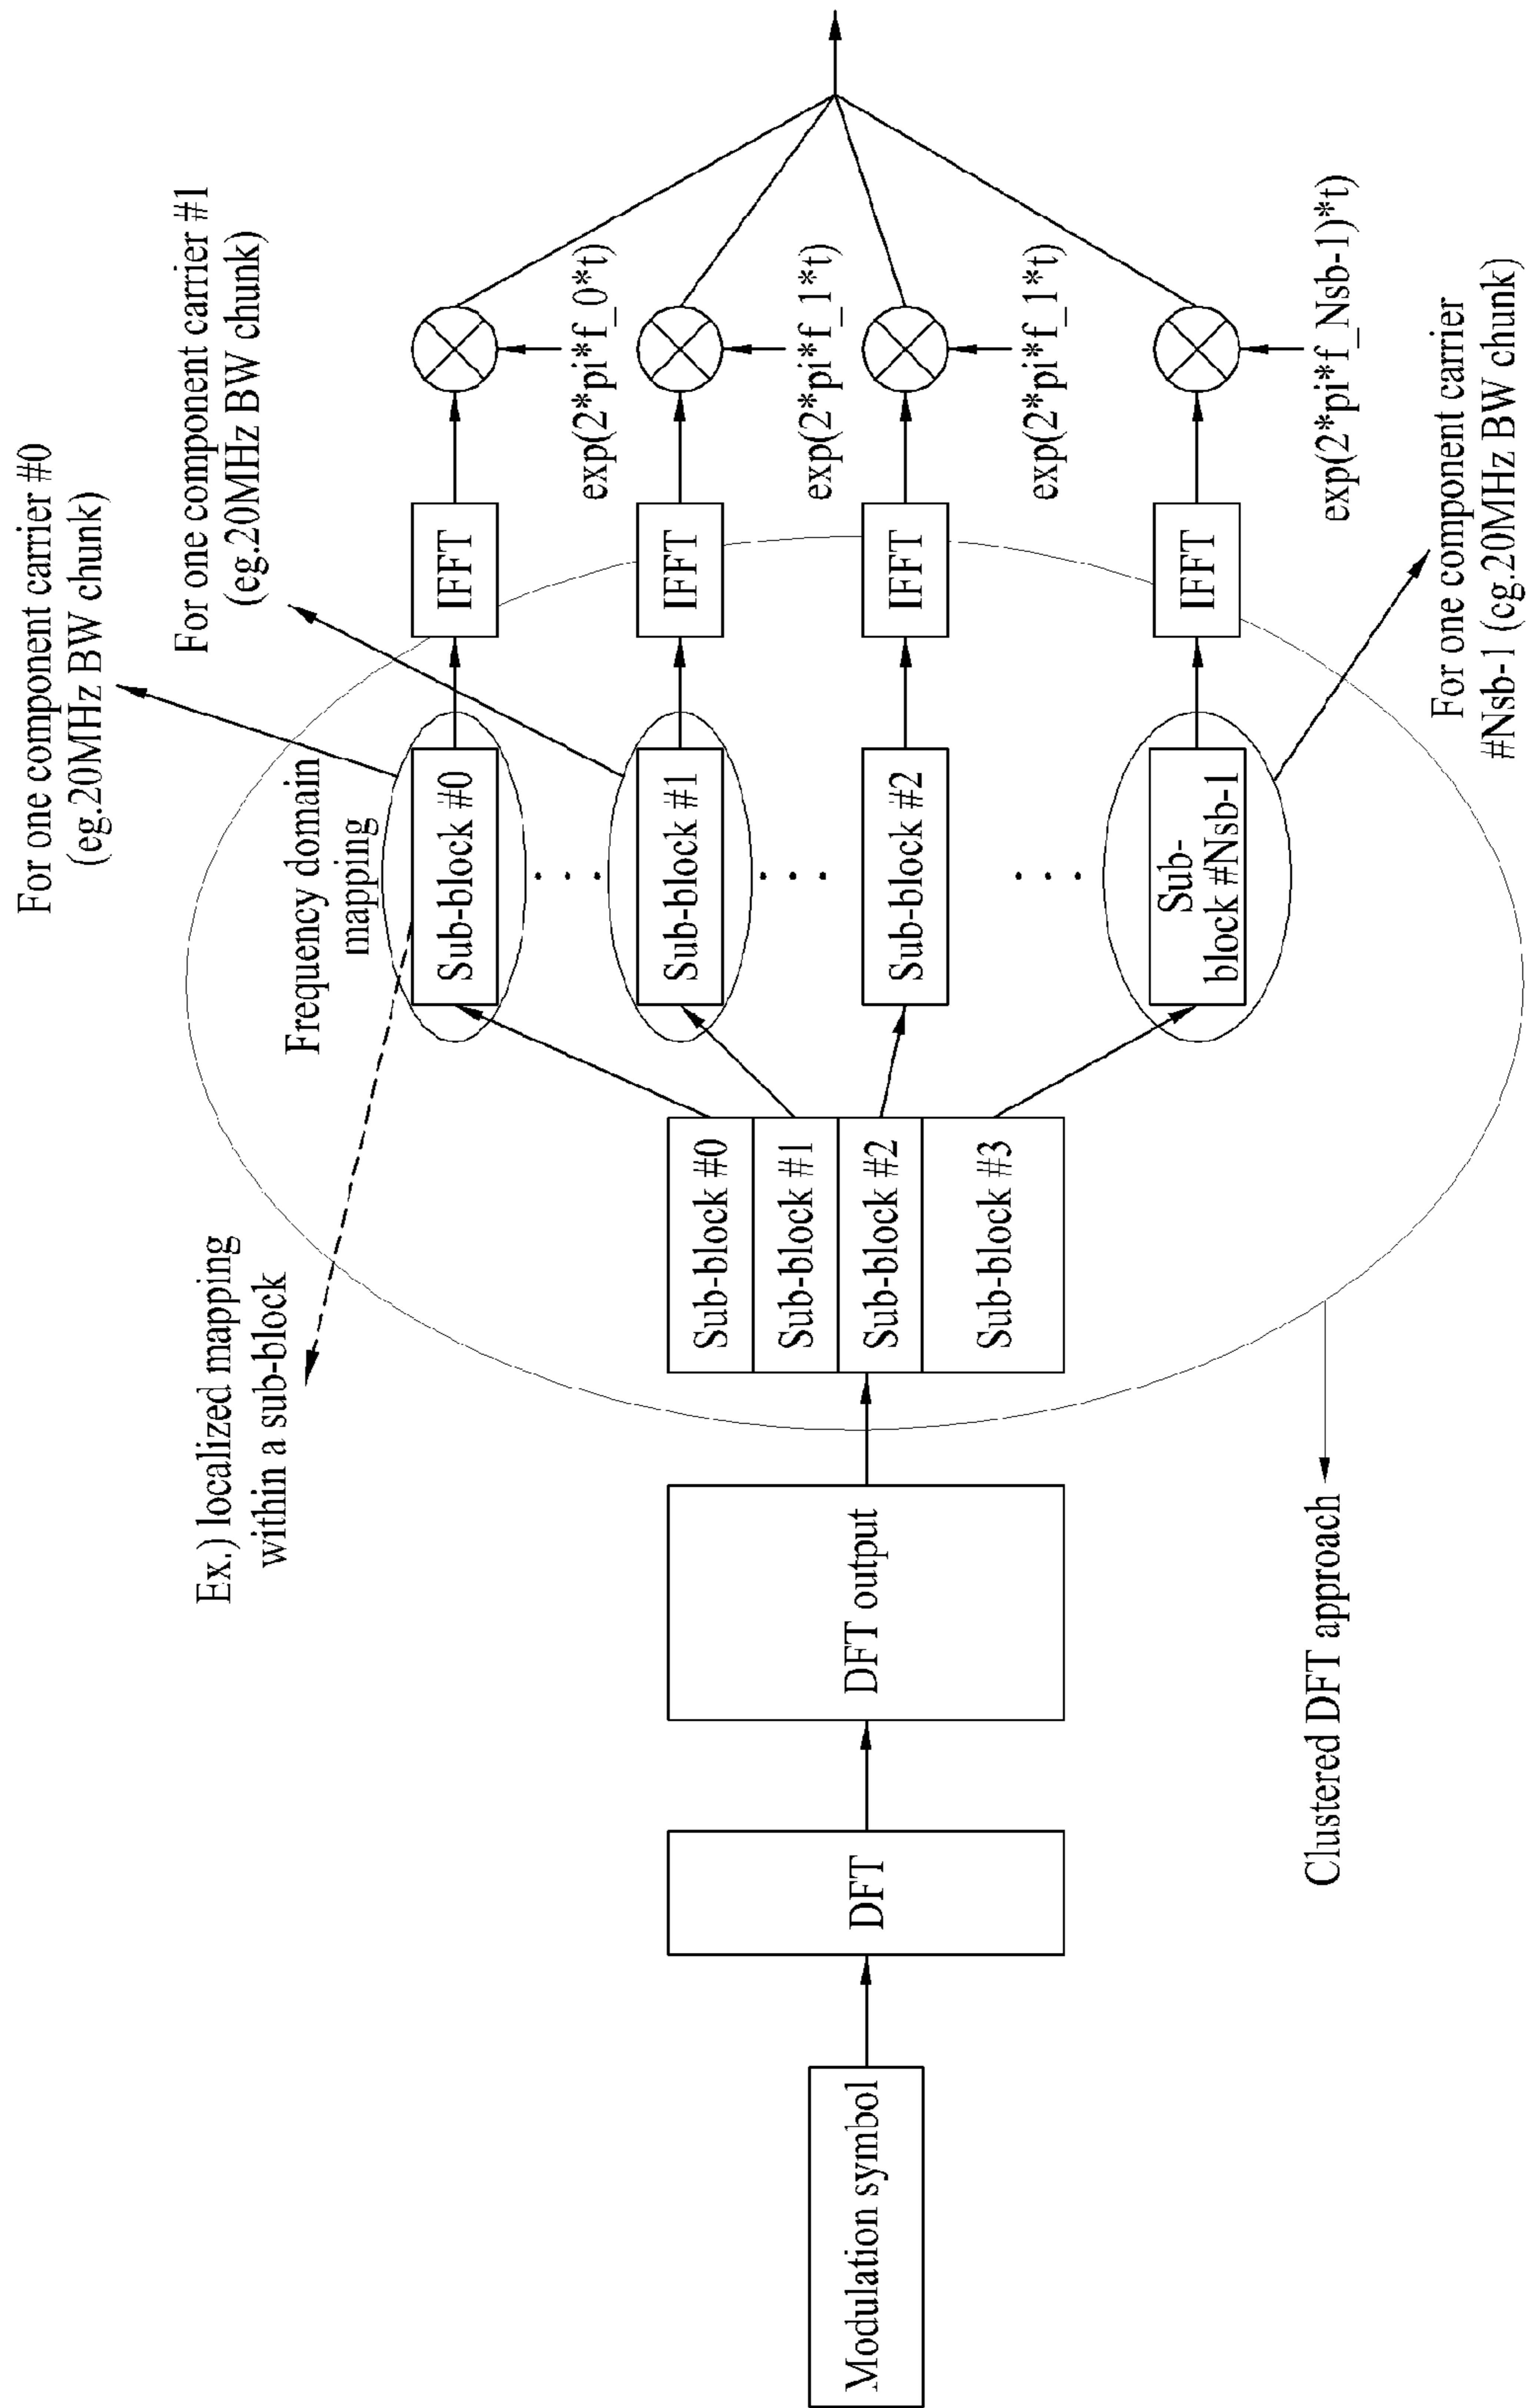 For one component carrier #0
(eg.20MHz BW chunk)
For one component carrier #1
(eg.20MHz BW chunk)
Ex.) localized mapping
within a sub-block
Frequency domain
mapping
Modulation symbol
DFT
DFT output
Sub-block #0
Sub-block #1
Sub-block #2
Sub-block #3
Sub-block #0
IFFT
exp(2*pi*f_0*t)
Sub-block #1
IFFT
exp(2*pi*f_1*t)
Sub-block #2
IFFT
exp(2*pi*f_1*t)
Sub-
block #Nsb-1
IFFT
exp(2*pi*f_Nsb-1)*t)
Clustered DFT approach
For one component carrier
#Nsb-1 (cg.20MHz BW chunk)